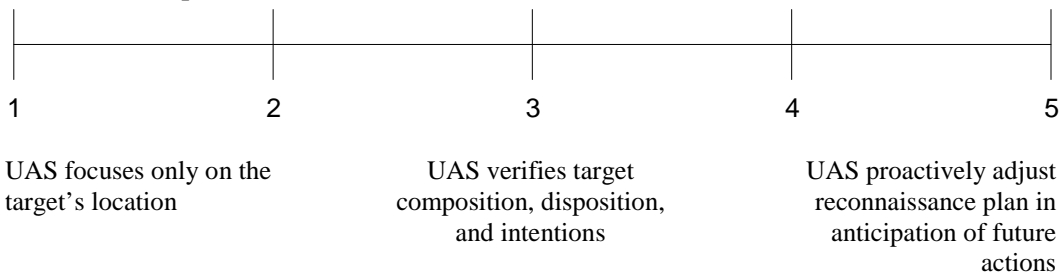 1 2 3 4 5
UAS focuses only on the
target’s location
UAS verifies target
composition, disposition,
and intentions
UAS proactively adjust
reconnaissance plan in
anticipation of future
actions